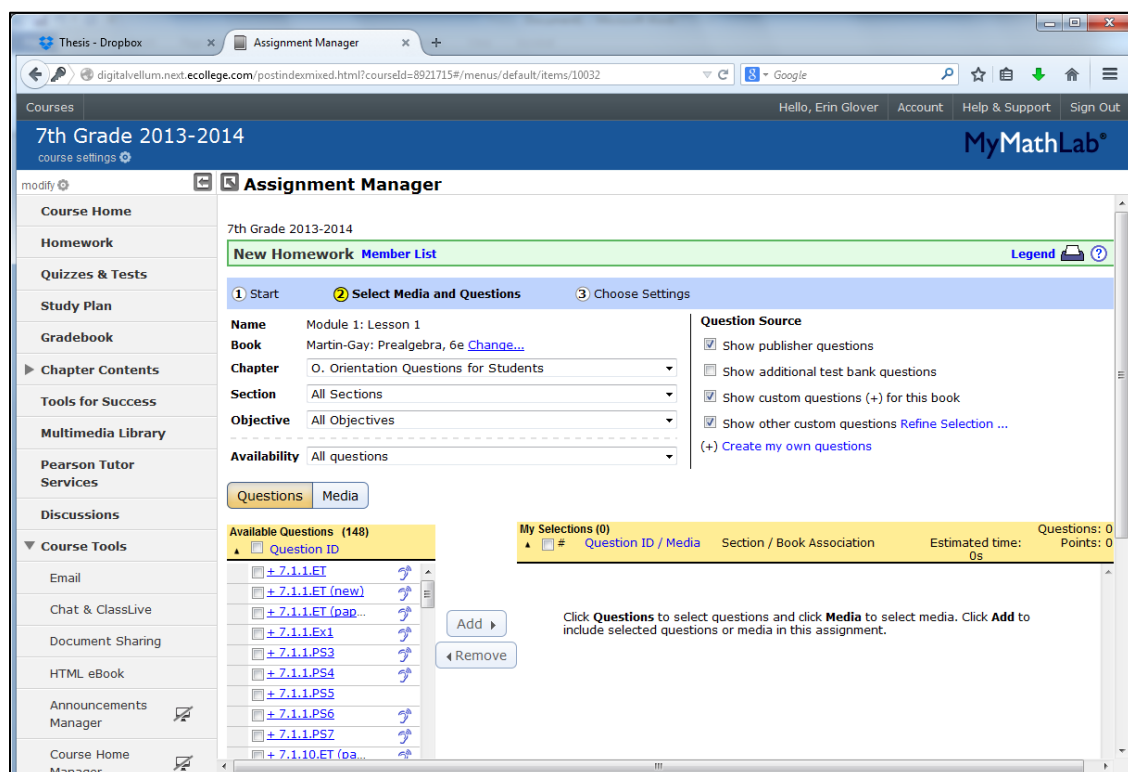 Thesis - Dropbox
Assignment Manager
digitalvellum.next.ecollege.com/postindexmixed.html?courseId=8921715#/menus/default/items/10032
Google
Courses
Hello, Erin Glover
Account
Help & Support
Sign Out
7th Grade 2013-2014
course settings
MyMathLab®
modify
Course Home
Homework
Quizzes & Tests
Study Plan
Gradebook
Chapter Contents
Tools for Success
Multimedia Library
Pearson Tutor
Services
Discussions
Course Tools
Email
Chat & ClassLive
Document Sharing
HTML eBook
Announcements
Manager
Course Home
Manager
Assignment Manager
7th Grade 2013-2014
New Homework Member List
Legend
?
1 Start
2 Select Media and Questions
3 Choose Settings
Name Module 1: Lesson 1
Book Martin-Gay: Prealgebra, 6e Change...
Chapter O. Orientation Questions for Students
Section All Sections
Objective All Objectives
Availability All questions
Question Source
Show publisher questions
Show additional test bank questions
Show custom questions (+) for this book
Show other custom questions Refine Selection ...
(+) Create my own questions
Questions
Media
Available Questions (148)
Question ID
+ 7.1.1.ET
+ 7.1.1.ET (new)
+ 7.1.1.ET (pap...
+ 7.1.1.Ex1
+ 7.1.1.PS3
+ 7.1.1.PS4
+ 7.1.1.PS5
+ 7.1.1.PS6
+ 7.1.1.PS7
+ 7.1.10.ET (pa...
Add
Remove
My Selections (0)
Questions: 0
# Question ID / Media Section / Book Association Estimated time: Points: 0
0s
Click Questions to select questions and click Media to select media. Click Add to
include selected questions or media in this assignment.